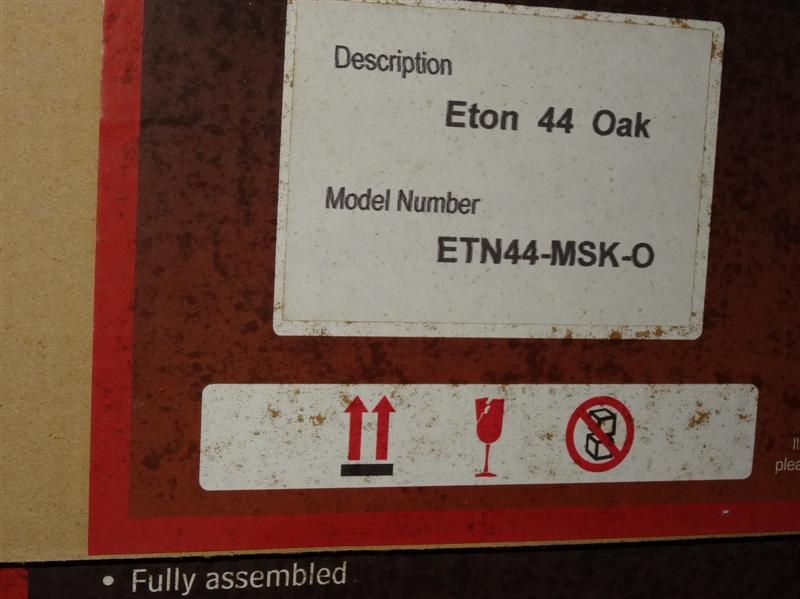 Description
Eton 44 Oak
Model Number
ETN44-MSK-O
• Fully assembled